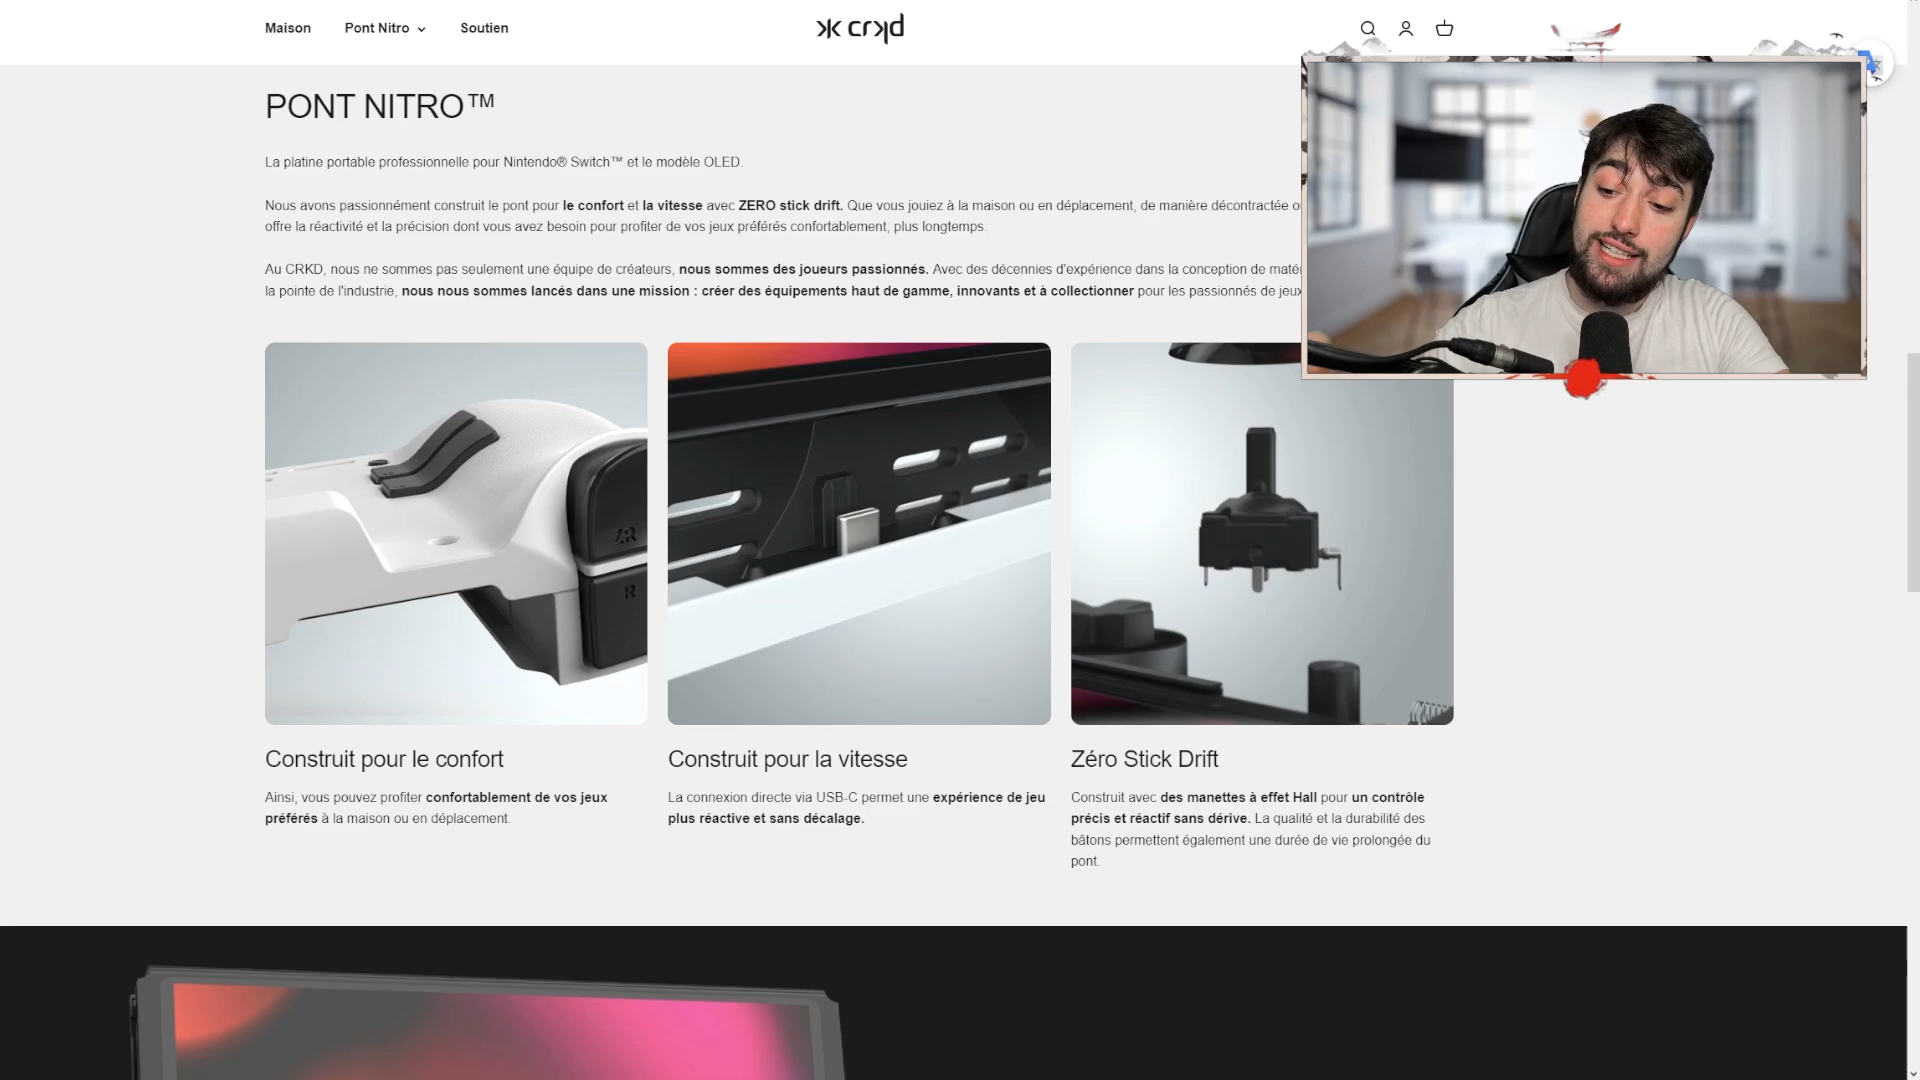 Maison Pont Nitro Soutien crkd
PONT NITRO™
La platine portable professionnelle pour Nintendo® Switch™ et le modèle OLED.
Nous avons passionnément construit le pont pour le confort et la vitesse avec ZERO stick drift. Que vous jouiez à la maison ou en déplacement, de manière décontractée
offre la réactivité et la précision dont vous avez besoin pour profiter de vos jeux préférés confortablement, plus longtemps.
Au CRKD, nous ne sommes pas seulement une équipe de créateurs, nous sommes des joueurs passionnés. Avec des décennies d'expérience dans la conception de
la pointe de l'industrie, nous nous sommes lancés dans une mission : créer des équipements haut de gamme, innovants et à collectionner pour les passionnés de
ZR
R
Construit pour le confort
Ainsi, vous pouvez profiter confortablement de vos jeux
préférés à la maison ou en déplacement.
Construit pour la vitesse
La connexion directe via USB-C permet une expérience de jeu
plus réactive et sans décalage.
Zéro Stick Drift
Construit avec des manettes à effet Hall pour un contrôle
précis et réactif sans dérive. La qualité et la durabilité des
bâtons permettent également une durée de vie prolongée du
pont.